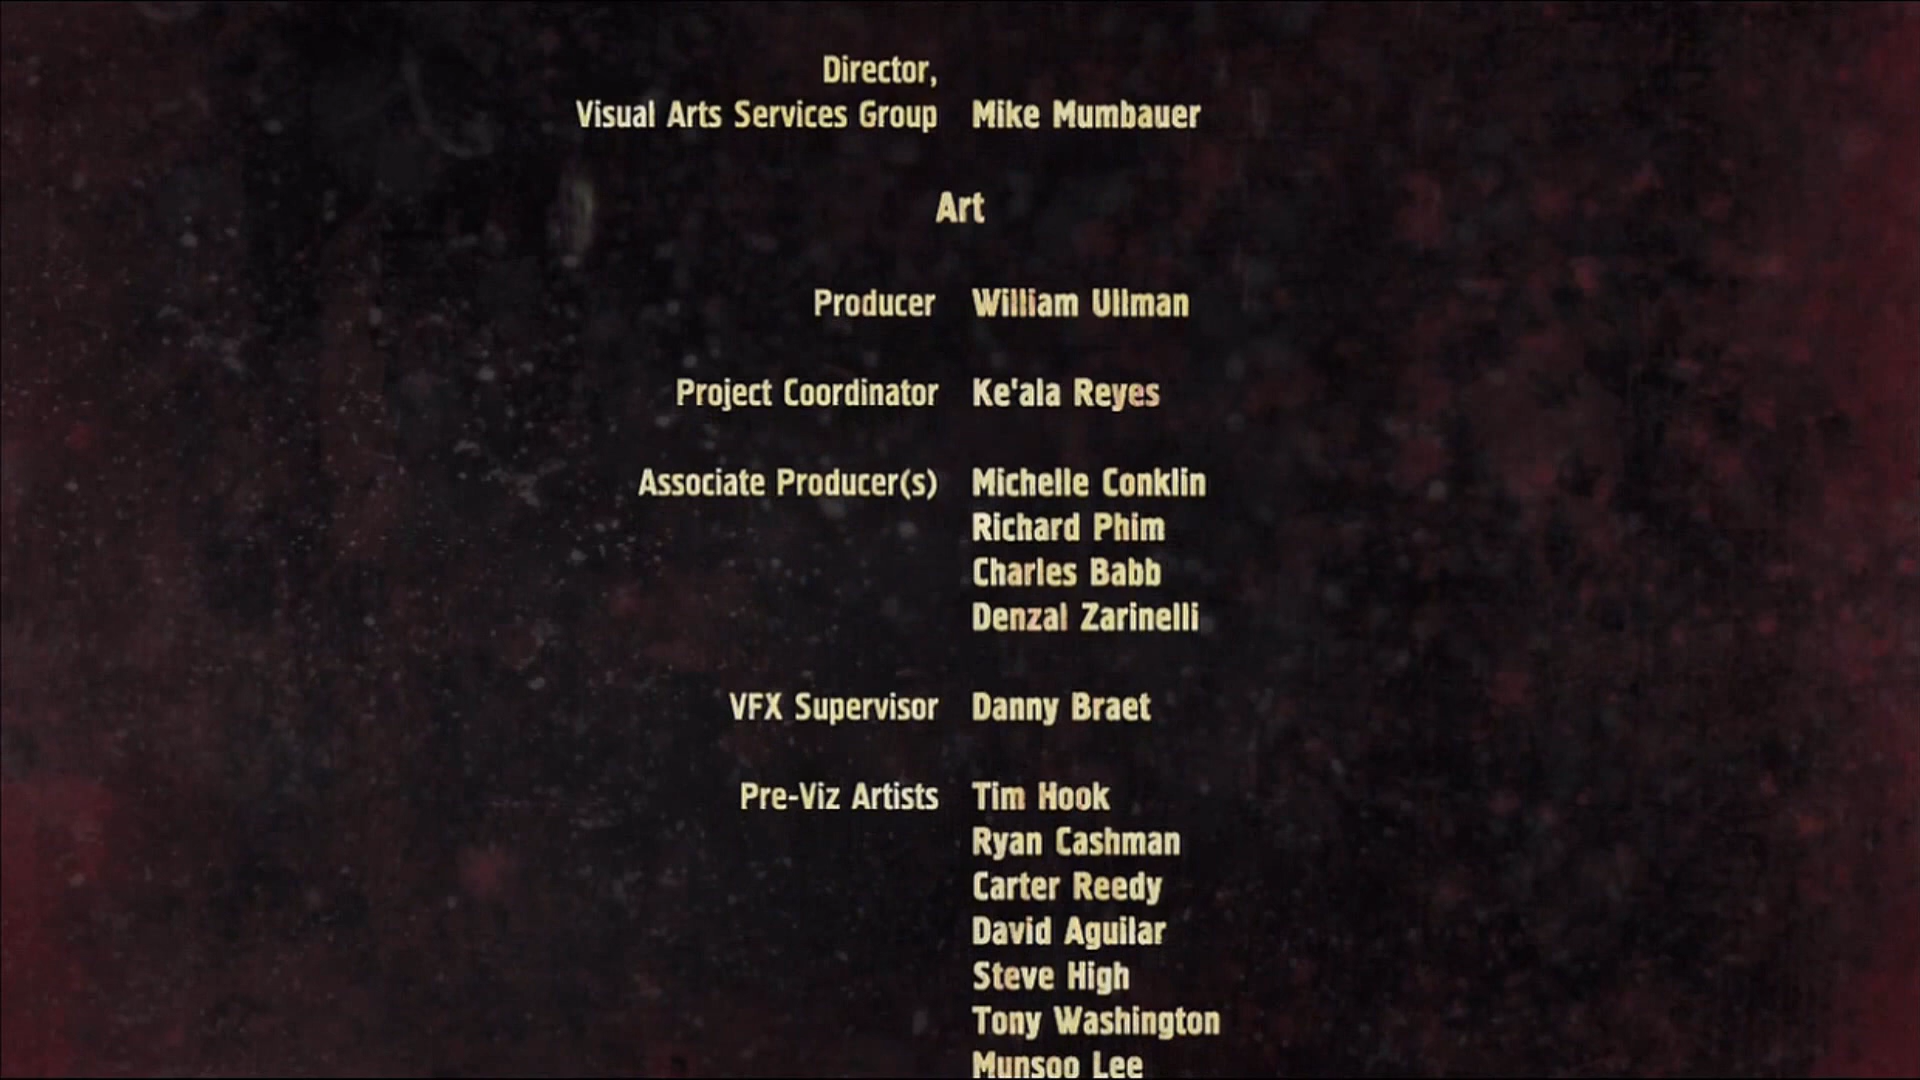 Director,
Visual Arts Services Group Mike Mumbauer
Art
Producer William Ullman
Project Coordinator Ke'ala Reyes
Associate Producer(s) Michelle Conklin
Richard Phim
Charles Babb
Denzal Zarinelli
VFX Supervisor Danny Braet
Pre-Viz Artists Tim Hook
Ryan Cashman
Carter Reedy
David Aguilar
Steve High
Tony Washington
Munsoo Lee